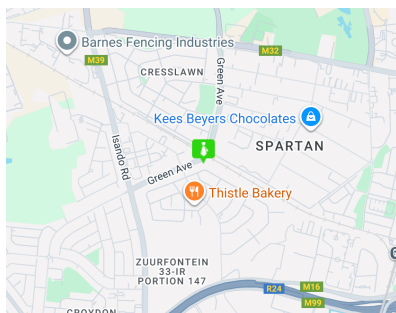 Barnes Fencing Industries
M39
M32
CRESSLAWN
Green Ave
Kees Beyers Chocolates
SPARTAN
Isando Rd
Green Ave
Thistle Bakery
ZUURFONTEIN
33-IR
PORTION 147
R24
M16
M99
CROYDON